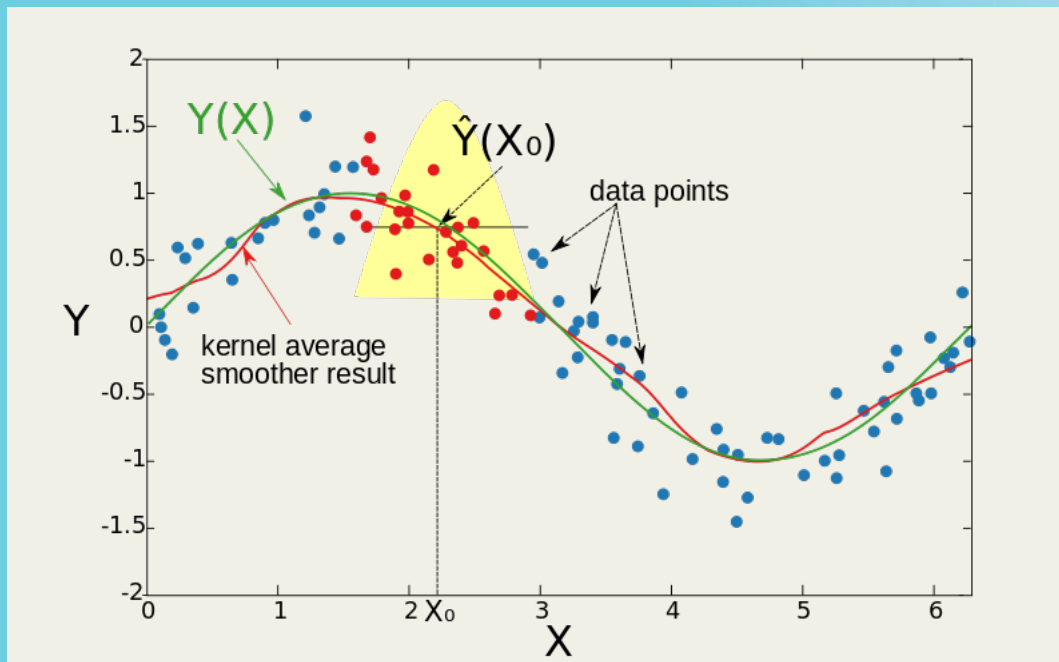 2
1.5
1
0.5
0
-0.5
-1
-1.5
-2
Y
Y(X)
Ŷ(X₀)
data points
kernel average
smoother result
0 1 2 X₀ 3 4 5 6
X